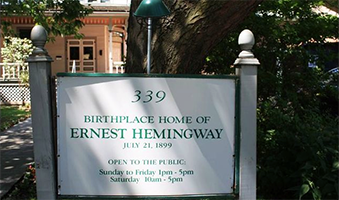 339
BIRTHPLACE HOME OF
ERNEST HEMINGWAY
JULY 21, 1899
OPEN TO THE PUBLIC:
Sunday to Friday 1pm - 5pm
Saturday 10am - 5pm